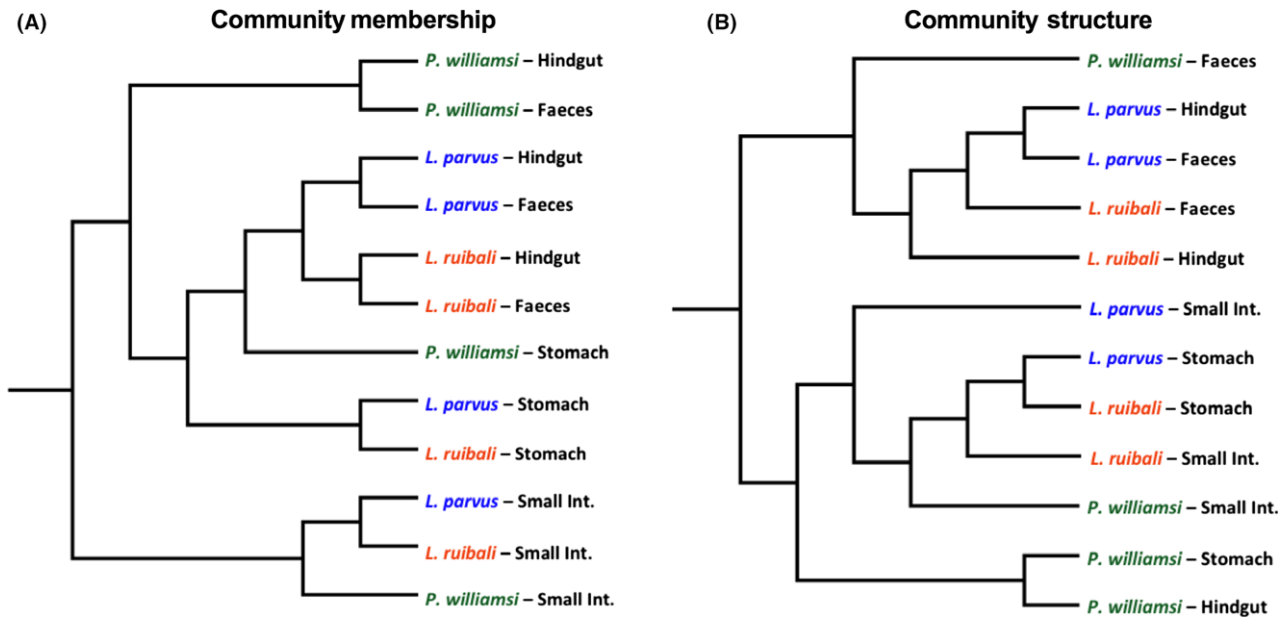 (A) Community membership
P. williamsi – Hindgut
P. williamsi – Faeces
L. parvus – Hindgut
L. parvus – Faeces
L. ruibali – Hindgut
L. ruibali – Faeces
P. williamsi – Stomach
L. parvus – Stomach
L. ruibali – Stomach
L. parvus – Small Int.
L. ruibali – Small Int.
P. williamsi – Small Int.
(B) Community structure
P. williamsi – Faeces
L. parvus – Hindgut
L. parvus – Faeces
L. ruibali – Faeces
L. ruibali – Hindgut
L. parvus – Small Int.
L. parvus – Stomach
L. ruibali – Stomach
L. ruibali – Small Int.
P. williamsi – Small Int.
P. williamsi – Stomach
P. williamsi – Hindgut